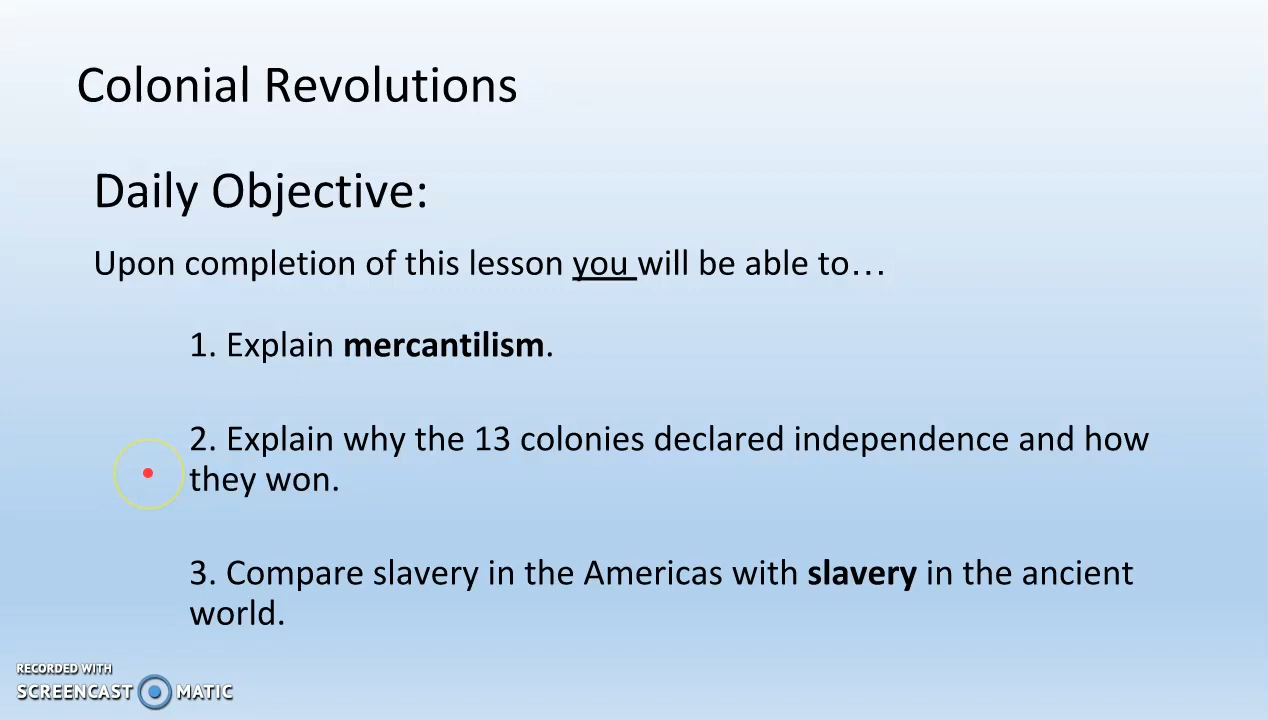 Colonial Revolutions
Daily Objective:
Upon completion of this lesson you will be able to…
1. Explain mercantilism.
2. Explain why the 13 colonies declared independence and how
they won.
3. Compare slavery in the Americas with slavery in the ancient
world.
RECORDED WITH
SCREENCAST MATIC